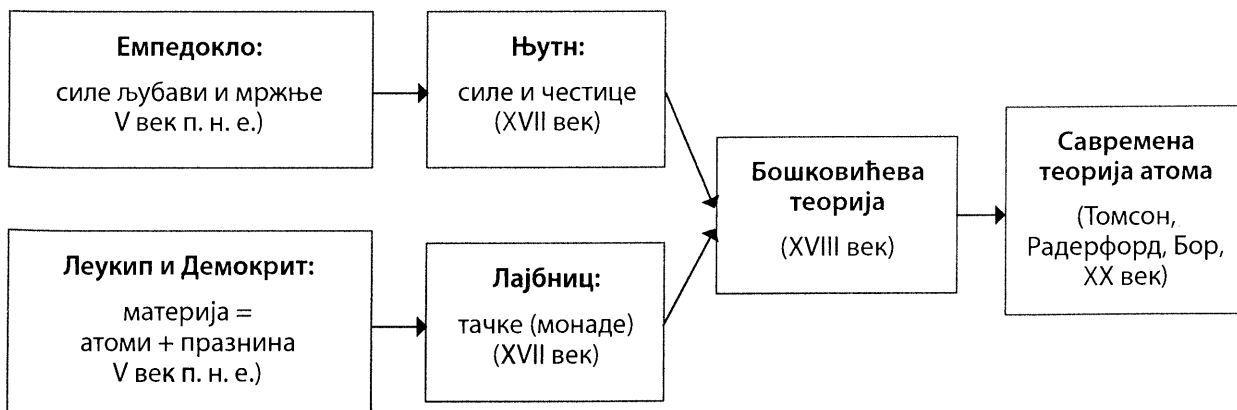 Емпедокло:
силе љубави и мржње
V век п. н. е.)
Њутн:
силе и честице
(XVII век)
Леукип и Демокрит:
материја =
атоми + празнина
V век п. н. е.)
Лајбниц:
тачке (монаде)
(XVII век)
Бошковићева
теорија
(XVIII век)
Савремена
теорија атома
(Томсон,
Радерфорд, Бор,
XX век)